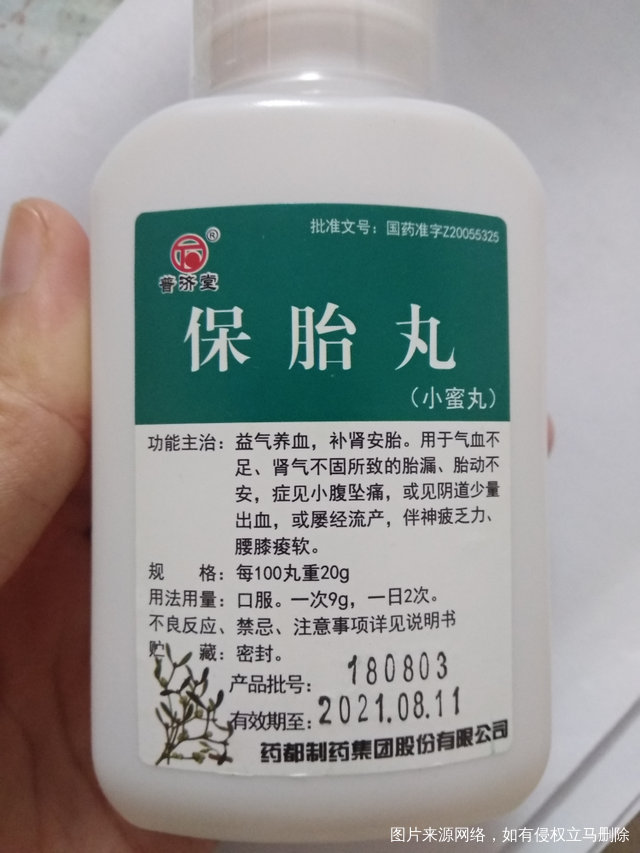 批准文号：国药准字Z20055325
普济堂®
保胎丸
（小蜜丸）
功能主治：益气养血，补肾安胎。用于气血不
足、肾气不固所致的胎漏、胎动不
安，症见小腹坠痛，或见阴道少量
出血，或屡经流产，伴神疲乏力、
腰膝痠软。
规　　格：每100丸重20g
用法用量：口服。一次9g，一日2次。
不良反应、禁忌、注意事项详见说明书
贮　　藏：密封。
产品批号：180803
有效期至：2021.08.11
药都制药集团股份有限公司
图片来源网络，如有侵权立马删除